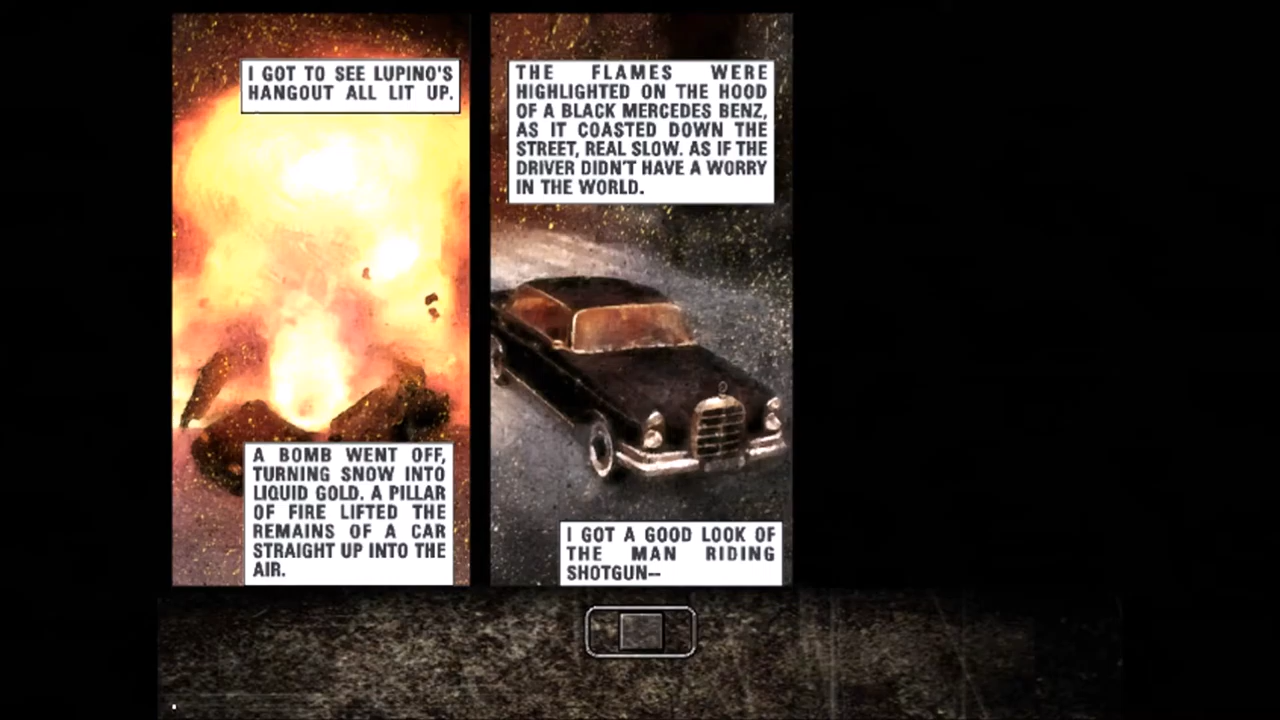 I GOT TO SEE LUPINO'S
HANGOUT ALL LIT UP.
A BOMB WENT OFF,
TURNING SNOW INTO
LIQUID GOLD. A PILLAR
OF FIRE LIFTED THE
REMAINS OF A CAR
STRAIGHT UP INTO THE
AIR.
THE FLAMES WERE
HIGHLIGHTED ON THE HOOD
OF A BLACK MERCEDES BENZ,
AS IT COASTED DOWN THE
STREET, REAL SLOW. AS IF THE
DRIVER DIDN'T HAVE A WORRY
IN THE WORLD.
I GOT A GOOD LOOK OF
THE MAN RIDING
SHOTGUN--